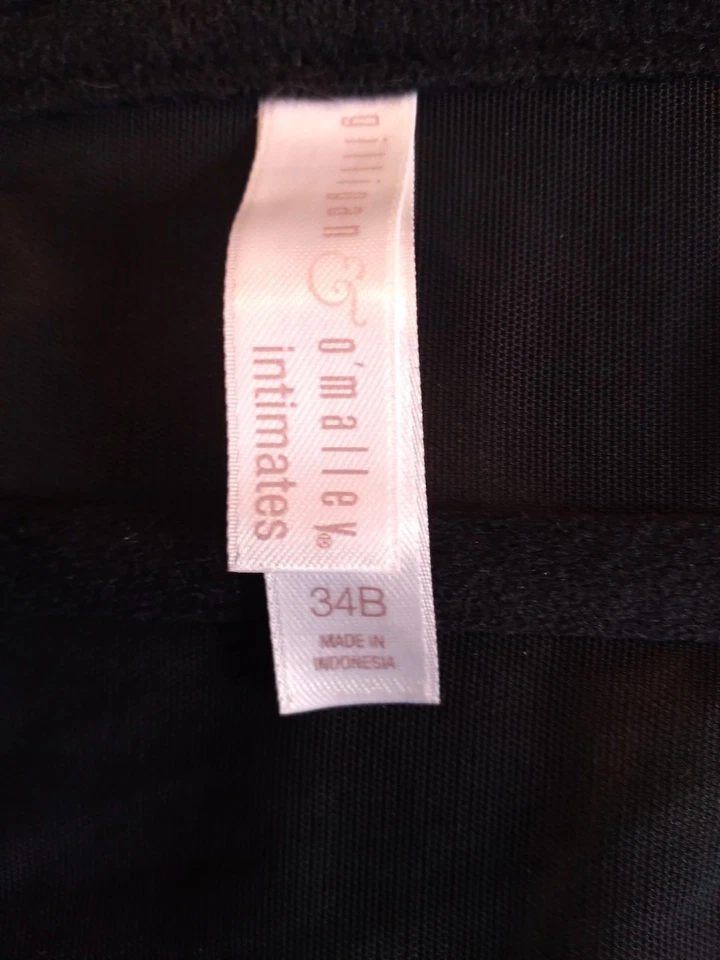 gilligan & o'malley®
intimates
34B
MADE IN
INDONESIA